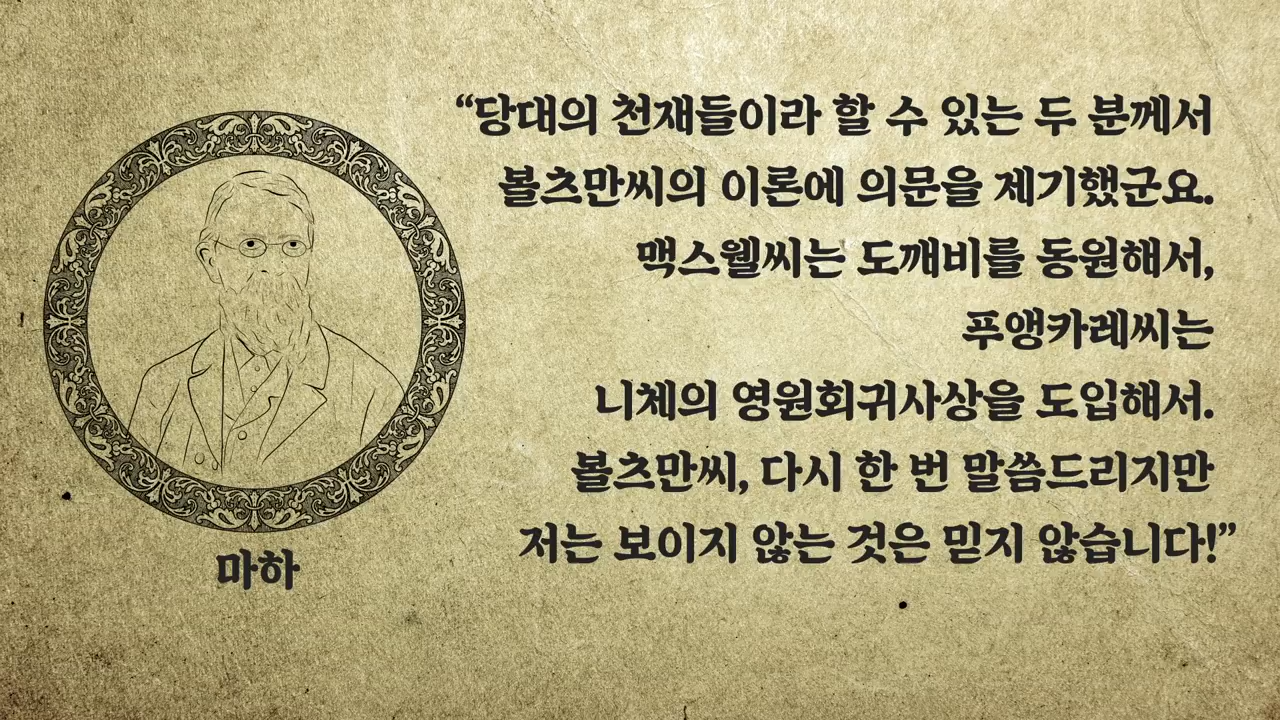 “당대의 천재들이라 할 수 있는 두 분께서
볼츠만씨의 이론에 의문을 제기했군요.
맥스웰씨는 도깨비를 동원해서,
푸앵카레씨는
니체의 영원회귀사상을 도입해서.
볼츠만씨, 다시 한 번 말씀드리지만
저는 보이지 않는 것은 믿지 않습니다!”
마하